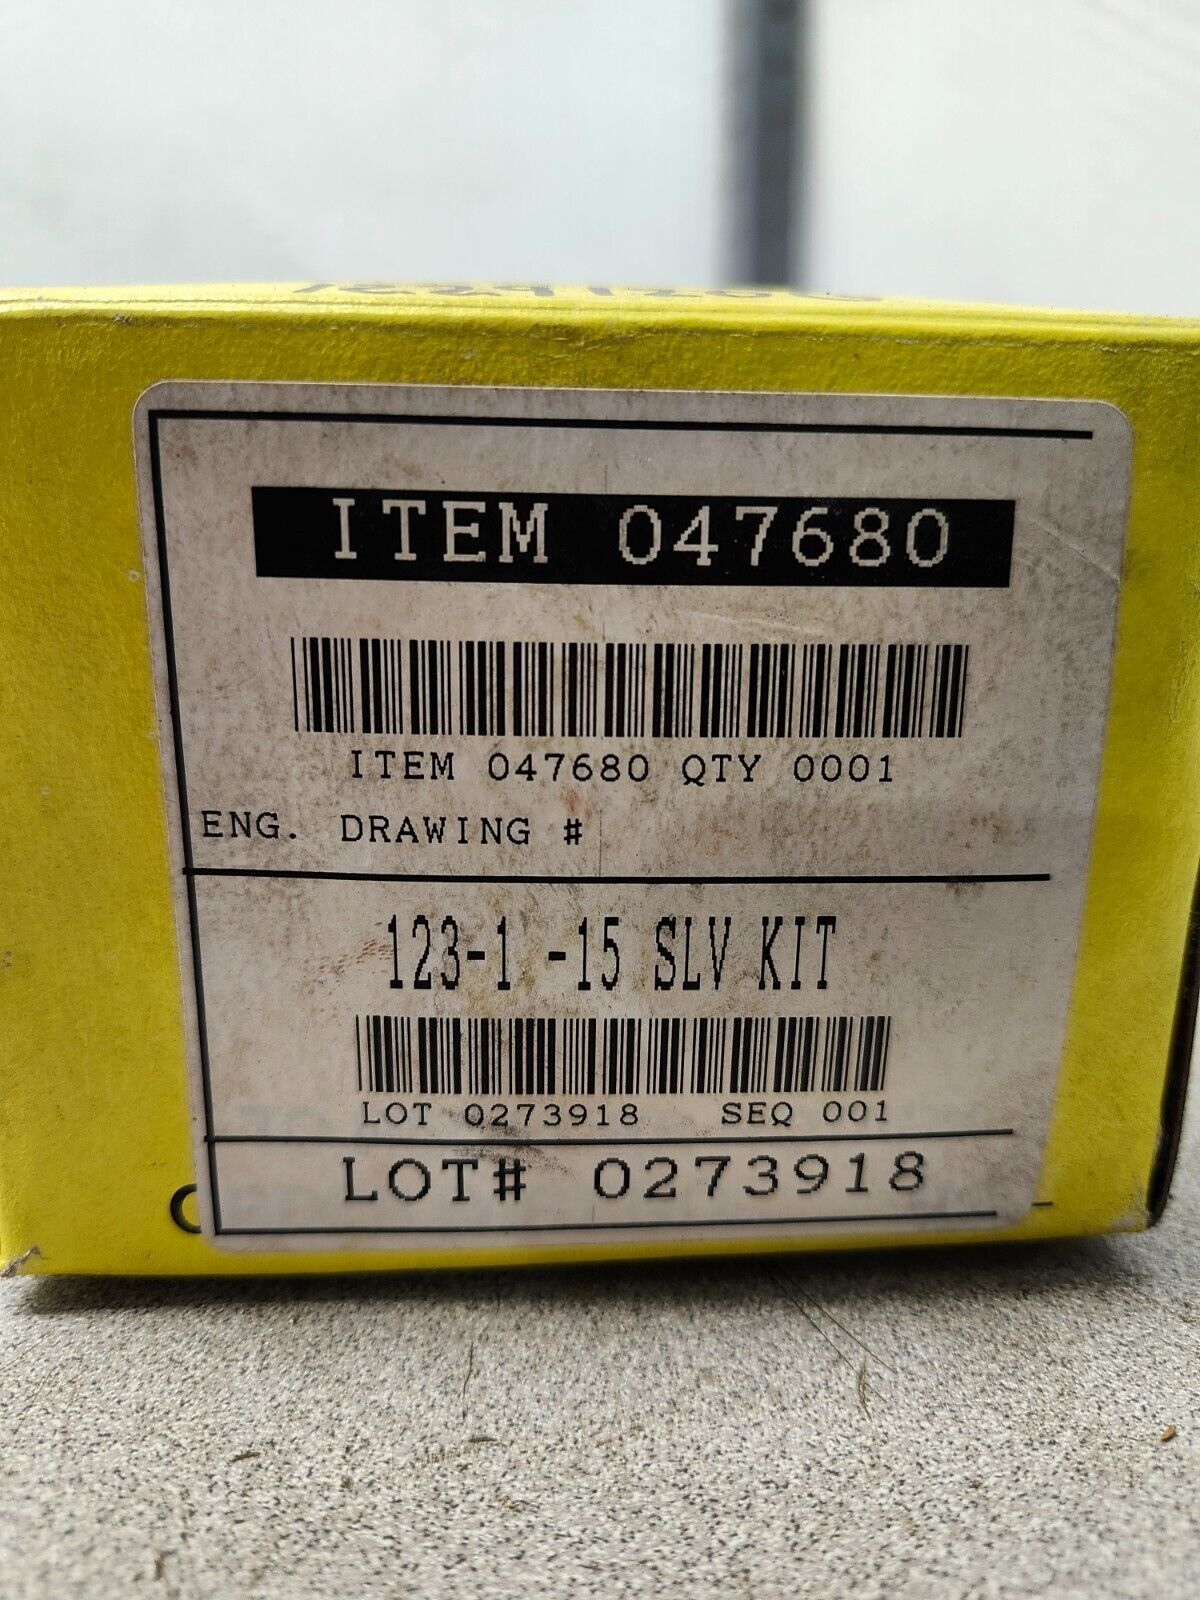 ITEM 047680
ITEM 047680 QTY 0001
ENG. DRAWING #
123-1 -15 SLV KIT
LOT 0273918 SEQ 001
LOT# 0273918